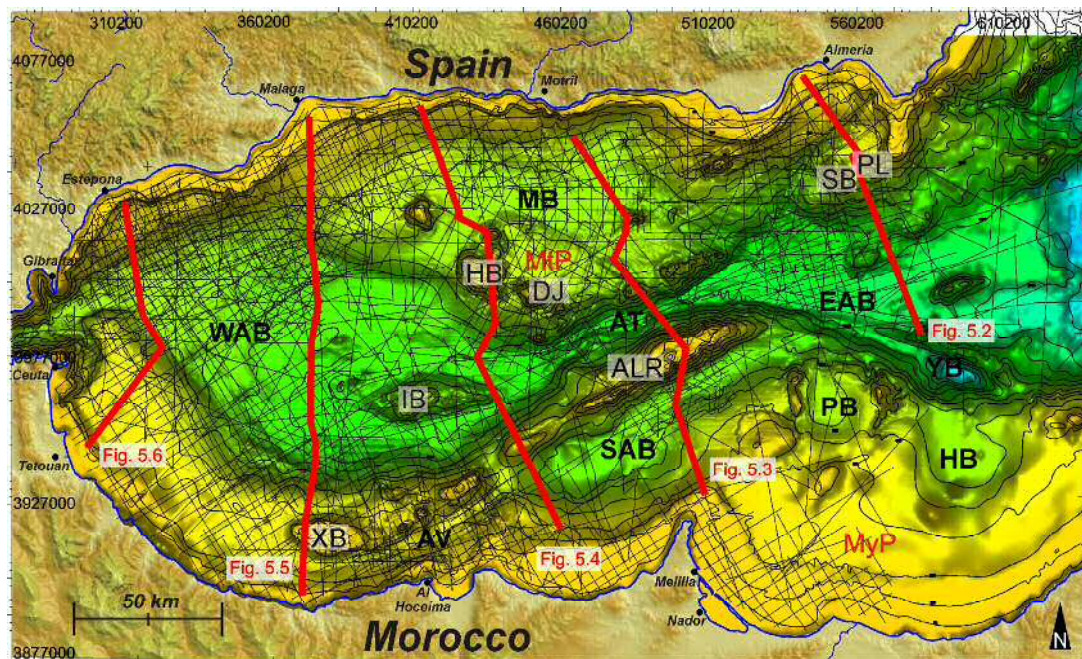 310200 360200 410200 460200 510200 560200 610200
4077000
Spain
Almeria
Malaga
Motril
PL
SB
Estepona
MB
4027000
Gibraltar
HB
MtP
DJ
EAB
WAB
AT
Fig. 5.2
3977000
Ceuta
ALR
YB
IB
PB
SAB
HB
Fig. 5.6
Tetouan
Fig. 5.3
3927000
XB
AV
MyP
Fig. 5.4
Fig. 5.5
Melilla
Al
Hoceima
50 km
Nador
Morocco
N
3877000